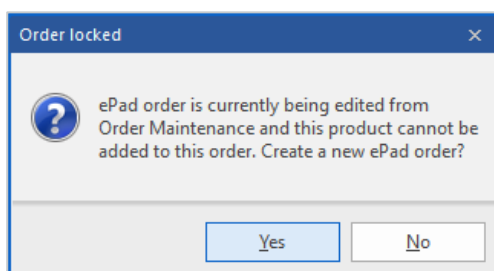 Order locked
ePad order is currently being edited from
Order Maintenance and this product cannot be
added to this order. Create a new ePad order?
Yes
No